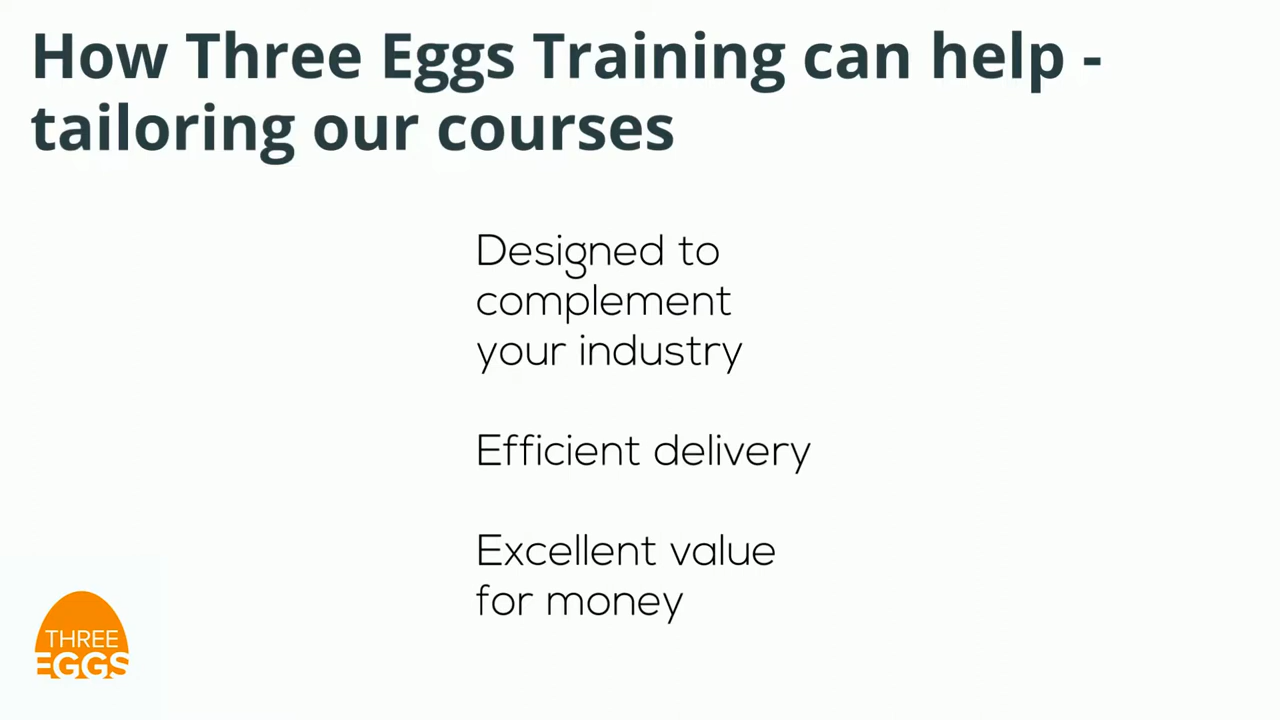 How Three Eggs Training can help -
tailoring our courses
Designed to
complement
your industry
Efficient delivery
Excellent value
for money
THREE
EGGS